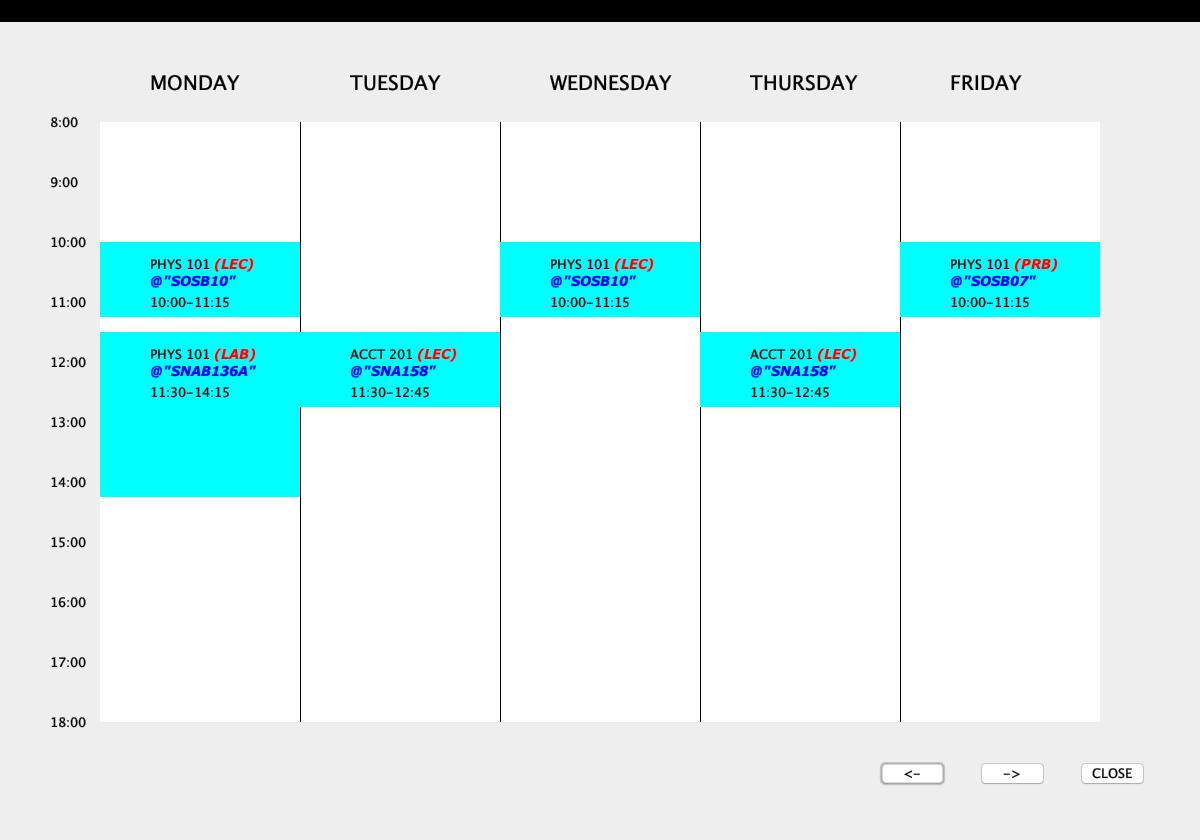 MONDAY TUESDAY WEDNESDAY THURSDAY FRIDAY
8:00
9:00
10:00
11:00
12:00
13:00
14:00
15:00
16:00
17:00
18:00
PHYS 101 (LEC)
@"SOSB10"
10:00-11:15
PHYS 101 (LAB)
@"SNAB136A"
11:30-14:15
ACCT 201 (LEC)
@"SNA158"
11:30-12:45
PHYS 101 (LEC)
@"SOSB10"
10:00-11:15
ACCT 201 (LEC)
@"SNA158"
11:30-12:45
PHYS 101 (PRB)
@"SOSB07"
10:00-11:15
<- -> CLOSE